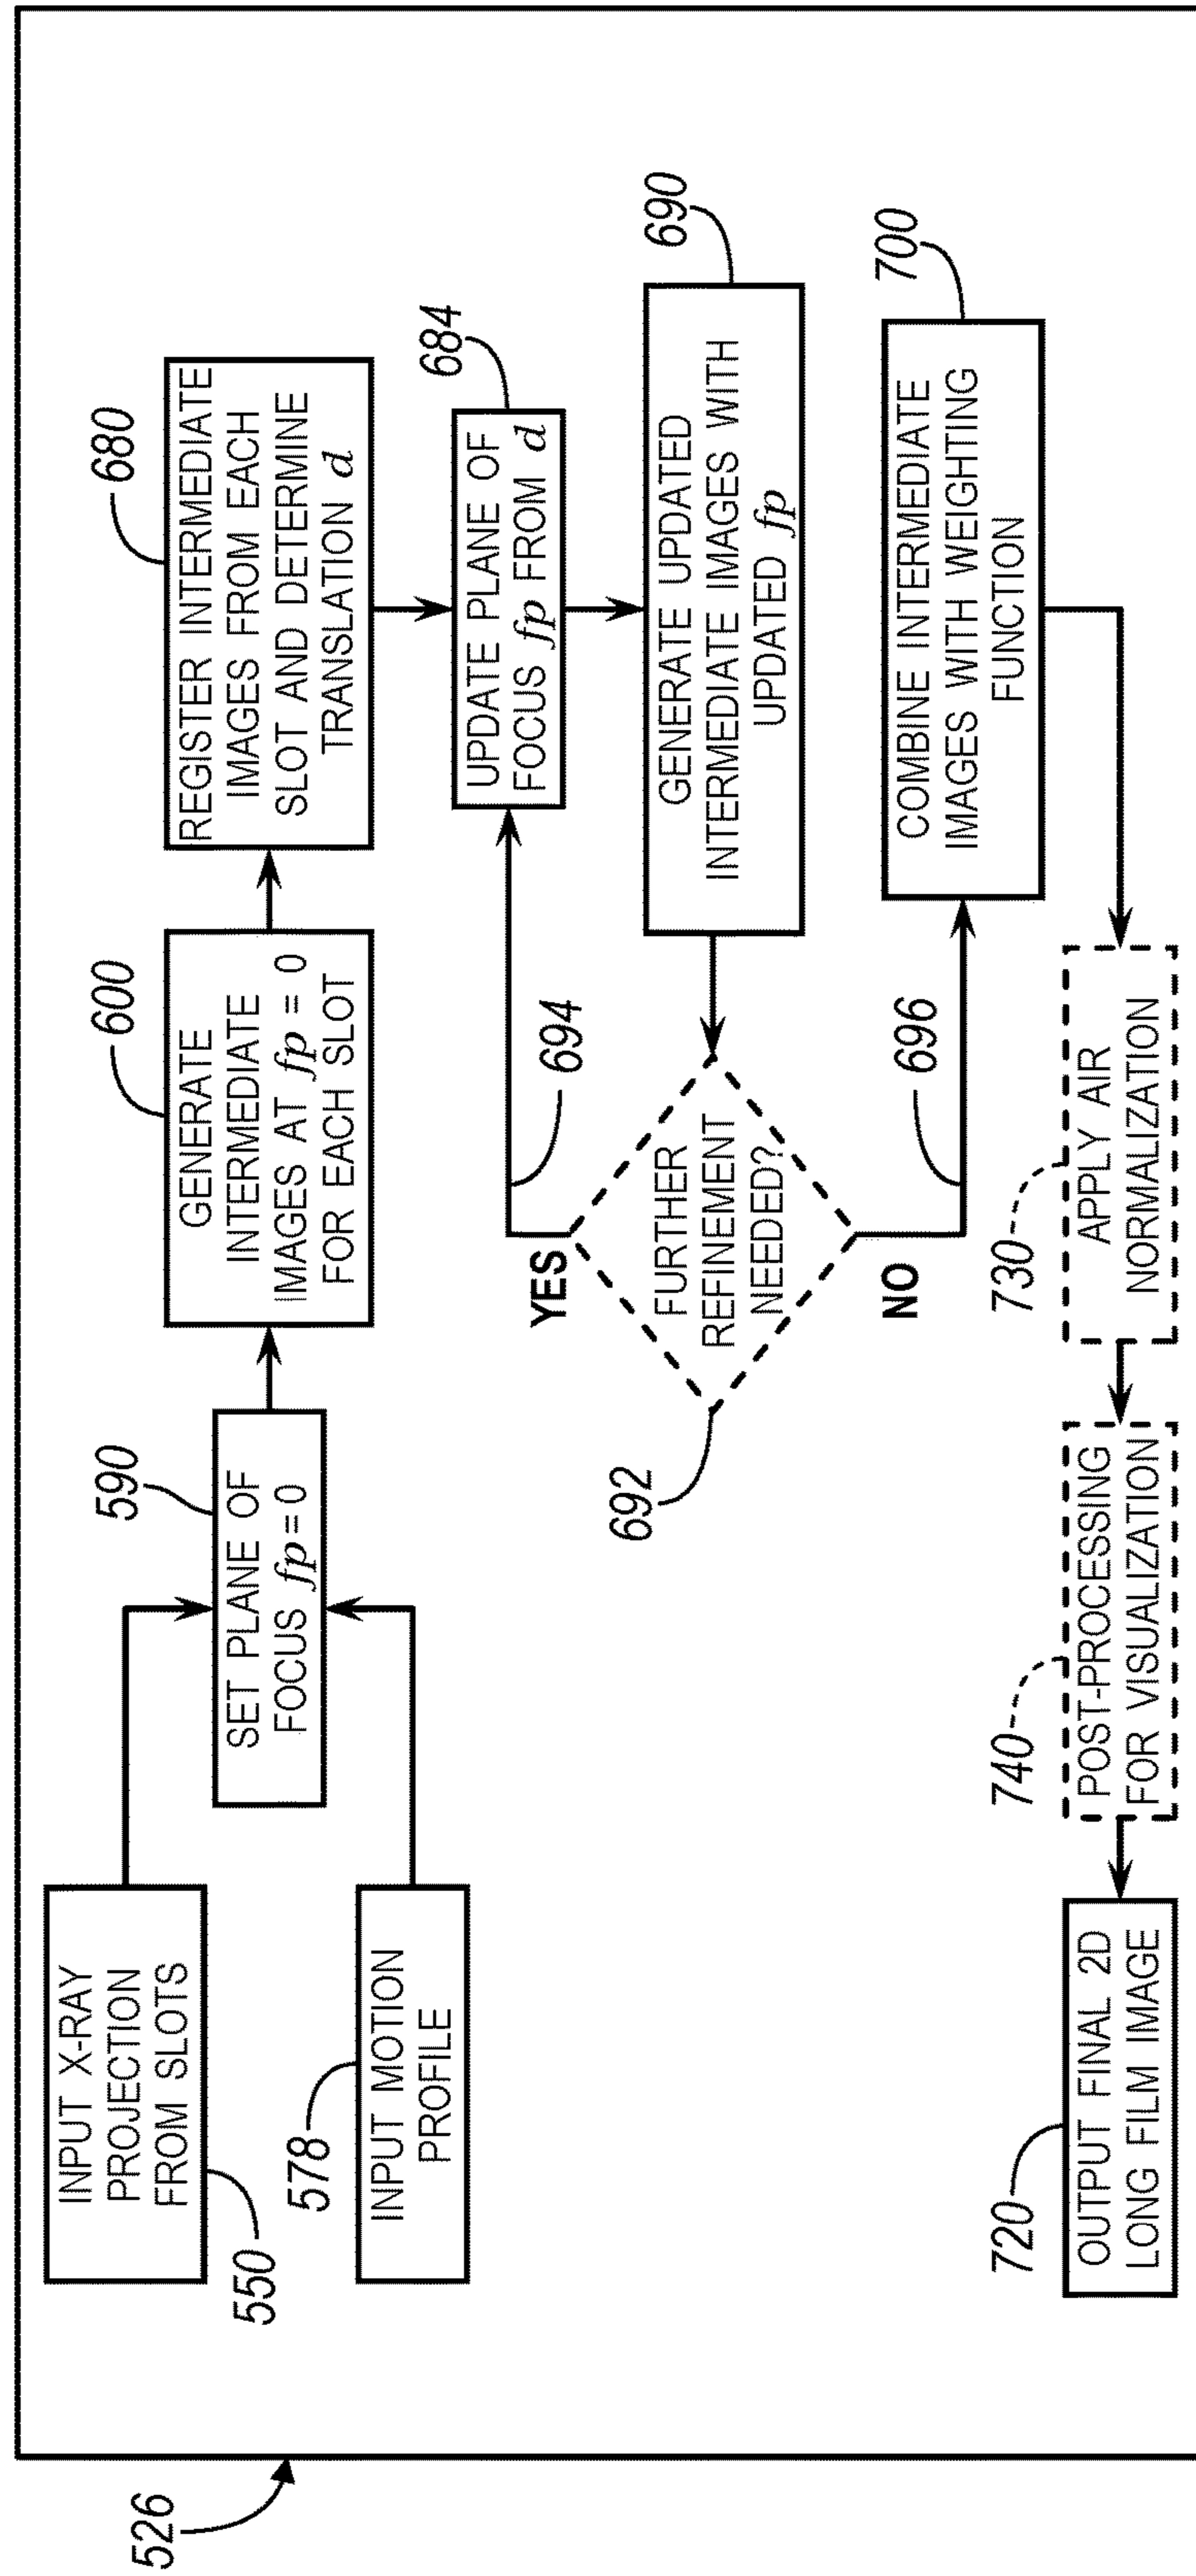 526
INPUT X-RAY
PROJECTION
FROM SLOTS
550
578
INPUT MOTION
PROFILE
590
SET PLANE OF
FOCUS fp = 0
600
GENERATE
INTERMEDIATE
IMAGES AT fp = 0
FOR EACH SLOT
680
REGISTER INTERMEDIATE
IMAGES FROM EACH
SLOT AND DETERMINE
TRANSLATION d
684
UPDATE PLANE OF
FOCUS fp FROM d
690
GENERATE UPDATED
INTERMEDIATE IMAGES WITH
UPDATED fp
692
FURTHER
REFINEMENT
NEEDED?
YES
694
NO
696
700
COMBINE INTERMEDIATE
IMAGES WITH WEIGHTING
FUNCTION
730
APPLY AIR
NORMALIZATION
740
POST-PROCESSING
FOR VISUALIZATION
720
OUTPUT FINAL 2D
LONG FILM IMAGE